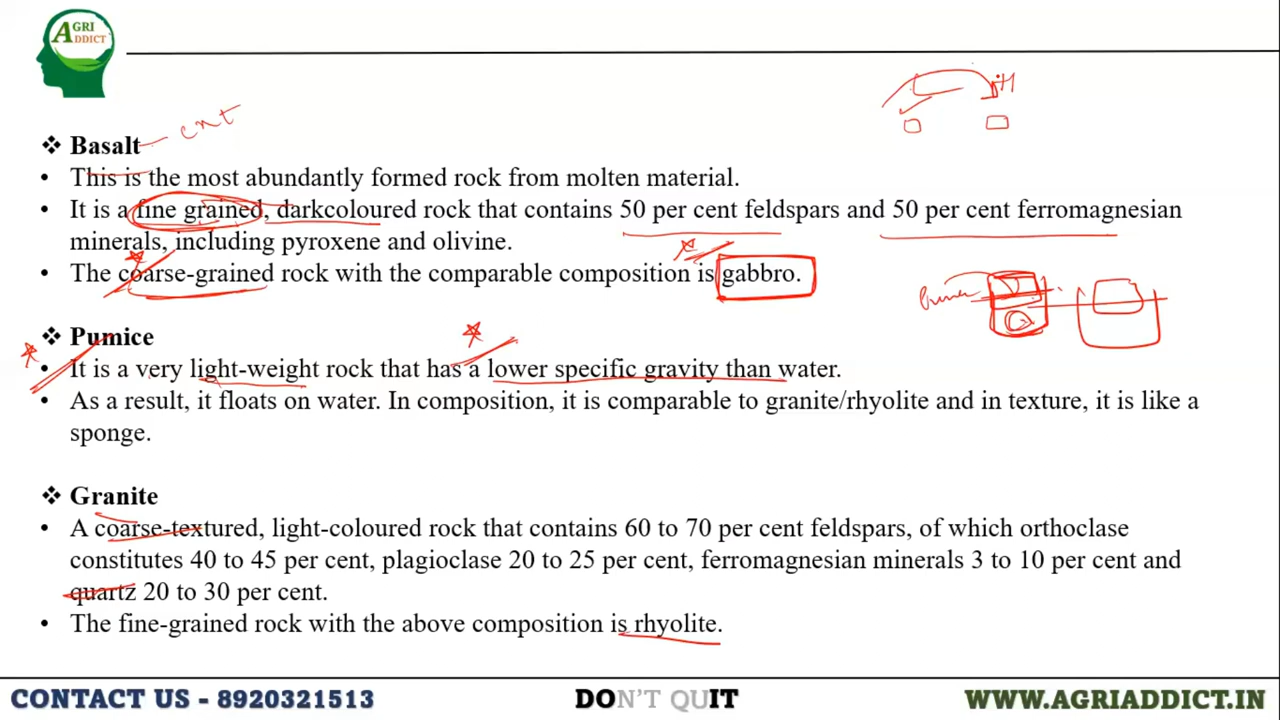 AGRI
ADDICT
❖ Basalt
• This is the most abundantly formed rock from molten material.
• It is a fine grained, darkcoloured rock that contains 50 per cent feldspars and 50 per cent ferromagnesian
minerals, including pyroxene and olivine.
• The coarse-grained rock with the comparable composition is gabbro.
❖ Pumice
• It is a very light-weight rock that has a lower specific gravity than water.
• As a result, it floats on water. In composition, it is comparable to granite/rhyolite and in texture, it is like a
sponge.
❖ Granite
• A coarse-textured, light-coloured rock that contains 60 to 70 per cent feldspars, of which orthoclase
constitutes 40 to 45 per cent, plagioclase 20 to 25 per cent, ferromagnesian minerals 3 to 10 per cent and
quartz 20 to 30 per cent.
• The fine-grained rock with the above composition is rhyolite.
CONTACT US - 8920321513 DON'T QUIT WWW.AGRIADDICT.IN